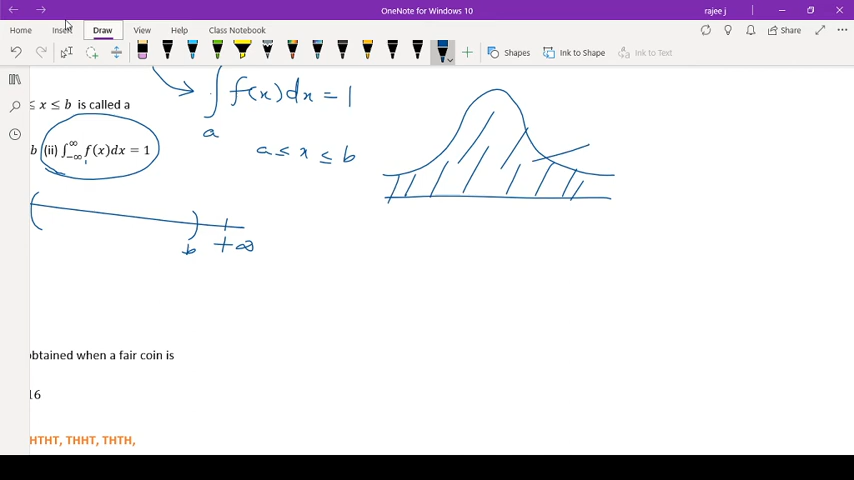 OneNote for Windows 10
rajee j
Home Insert Draw View Help Class Notebook Share
Shapes Ink to Shape Ink to Text
≤ x ≤ b is called a
∫ f(x)dx = 1
a
b (ii) ∫_{-∞}^{∞} f(x)dx = 1
a ≤ x ≤ b
b +∞
obtained when a fair coin is
16
HTHT, THHT, THTH,